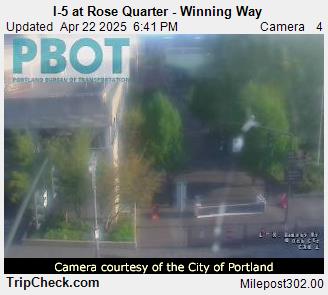 I-5 at Rose Quarter - Winning Way
Updated Apr 22 2025 6:41 PM Camera 4
PBOT
PORTLAND BUREAU OF TRANSPORTATION
Camera courtesy of the City of Portland
TripCheck.com Milepost302.00